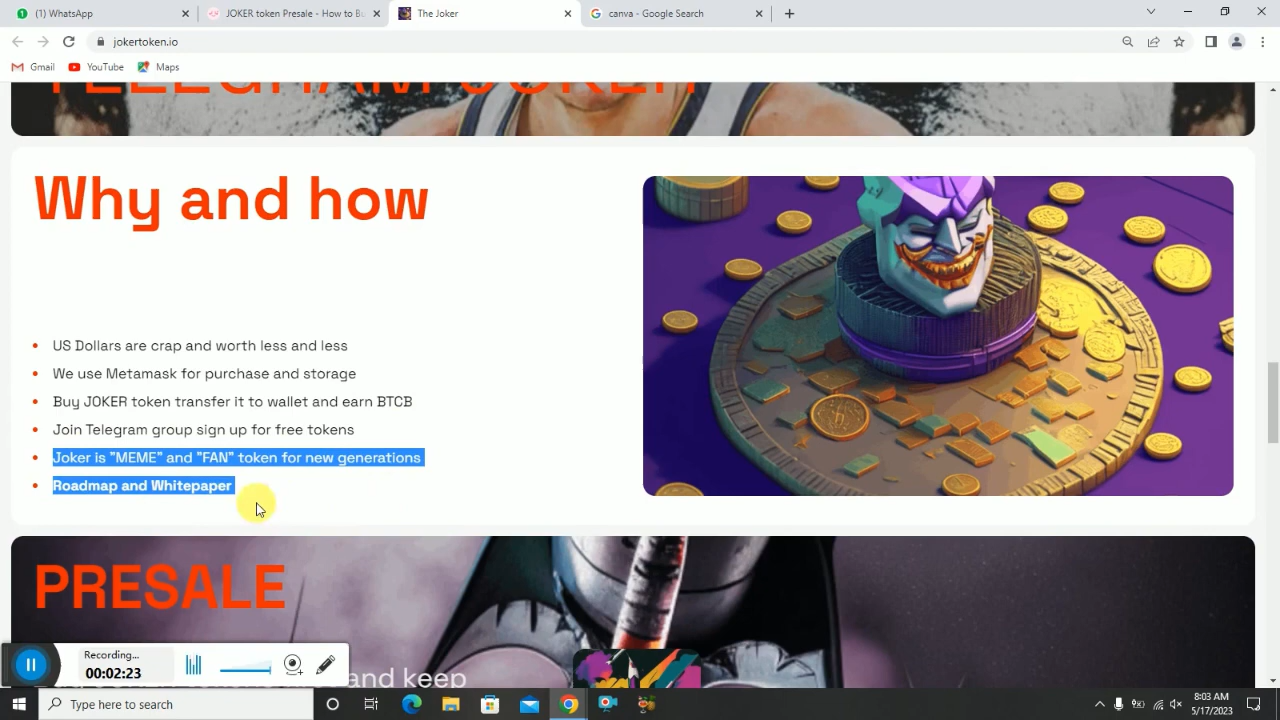 (1) WhatsApp
JOKER token Presale - How to Bu
The Joker
canva - Google Search
jokertoken.io
Gmail
YouTube
Maps
TELEGRAM JOKER
Why and how
US Dollars are crap and worth less and less
We use Metamask for purchase and storage
Buy JOKER token transfer it to wallet and earn BTCB
Join Telegram group sign up for free tokens
Joker is "MEME" and "FAN" token for new generations
Roadmap and Whitepaper
PRESALE
and keep
Recording...
00:02:23
Type here to search
8:03 AM
5/17/2023